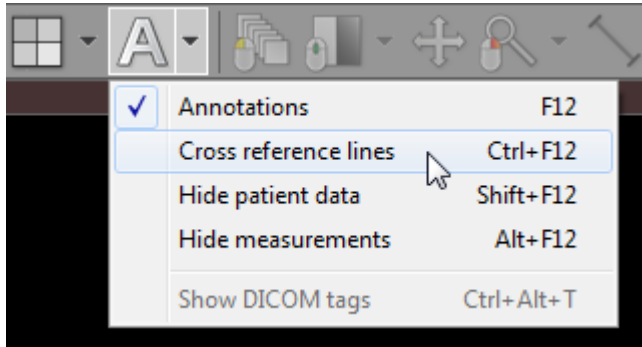 A
Annotations F12
Cross reference lines Ctrl+F12
Hide patient data Shift+F12
Hide measurements Alt+F12
Show DICOM tags Ctrl+Alt+T